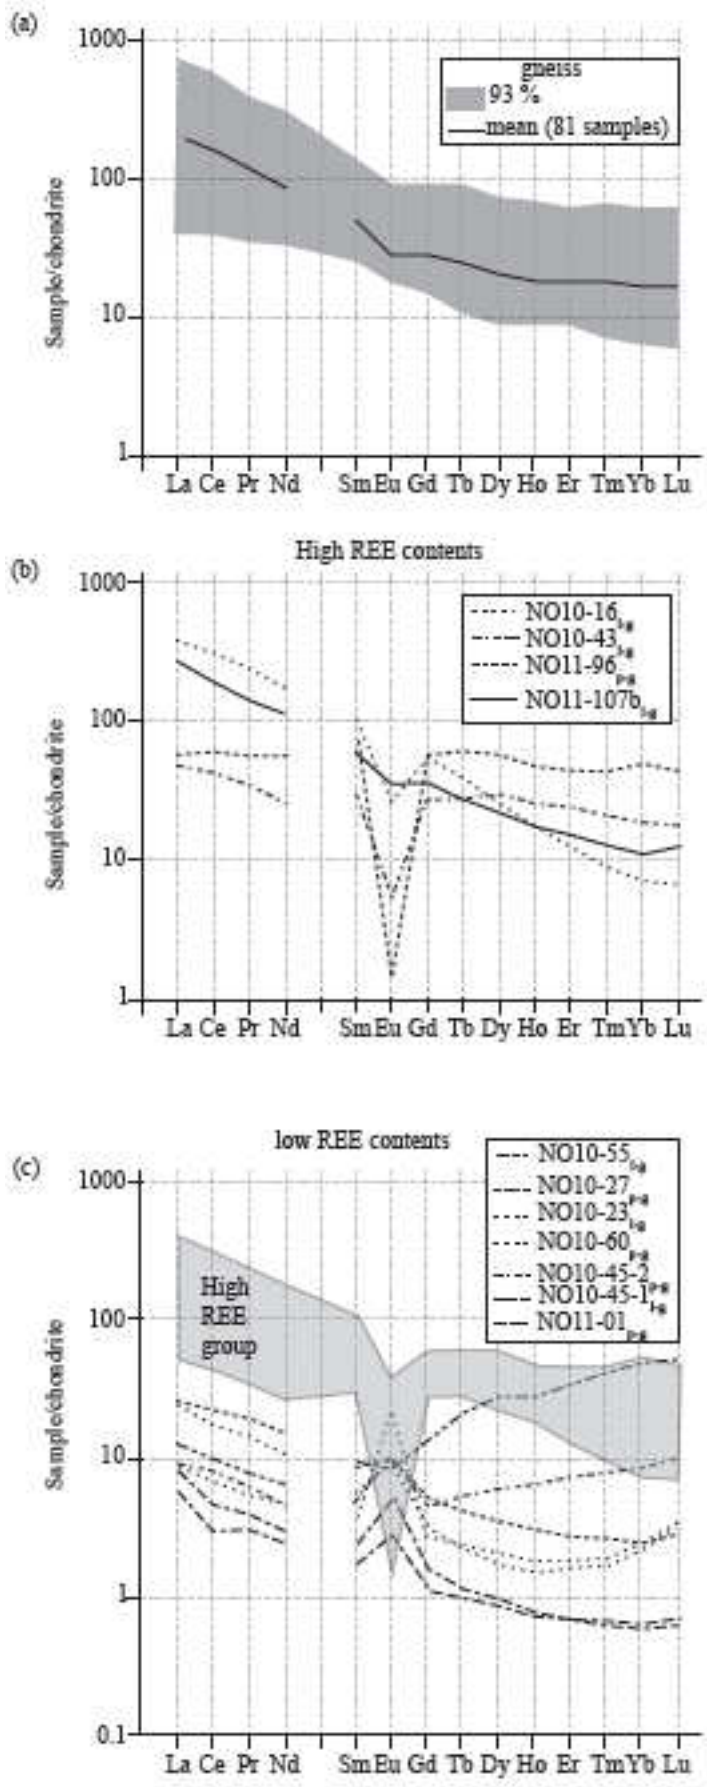 (a)
1000
100
10
1
Sample/chondrite
gneiss
93 %
mean (81 samples)
La Ce Pr Nd Sm Eu Gd Tb Dy Ho Er Tm Yb Lu
High REE contents
(b)
1000
100
10
1
Sample/chondrite
NO10-16
NO10-43
NO11-96 p-g
NO11-107b
La Ce Pr Nd Sm Eu Gd Tb Dy Ho Er Tm Yb Lu
low REE contents
(c)
1000
100
10
1
0.1
Sample/chondrite
High
REE
group
NO10-55
NO10-27 p-g
NO10-23
NO10-60 p-g
NO10-45-2 p-g
NO10-45-1
NO11-01 p-g
La Ce Pr Nd Sm Eu Gd Tb Dy Ho Er Tm Yb Lu